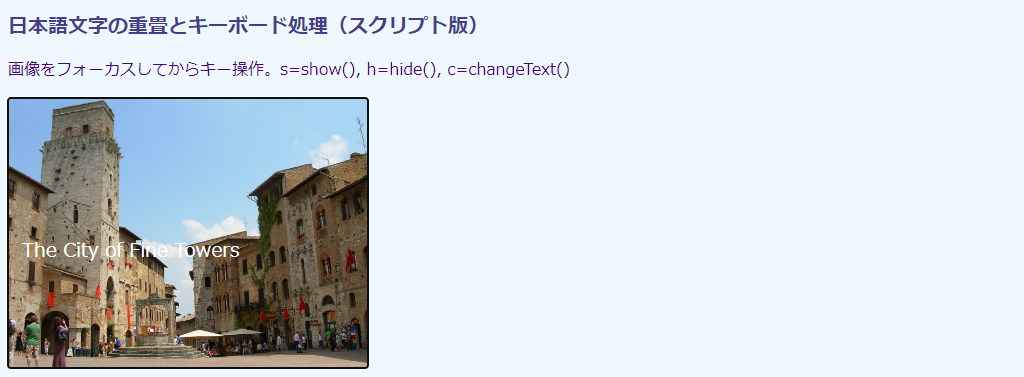 日本語文字の重畳とキーボード処理（スクリプト版）
画像をフォーカスしてからキー操作。s=show(), h=hide(), c=changeText()
The City of Fine Towers